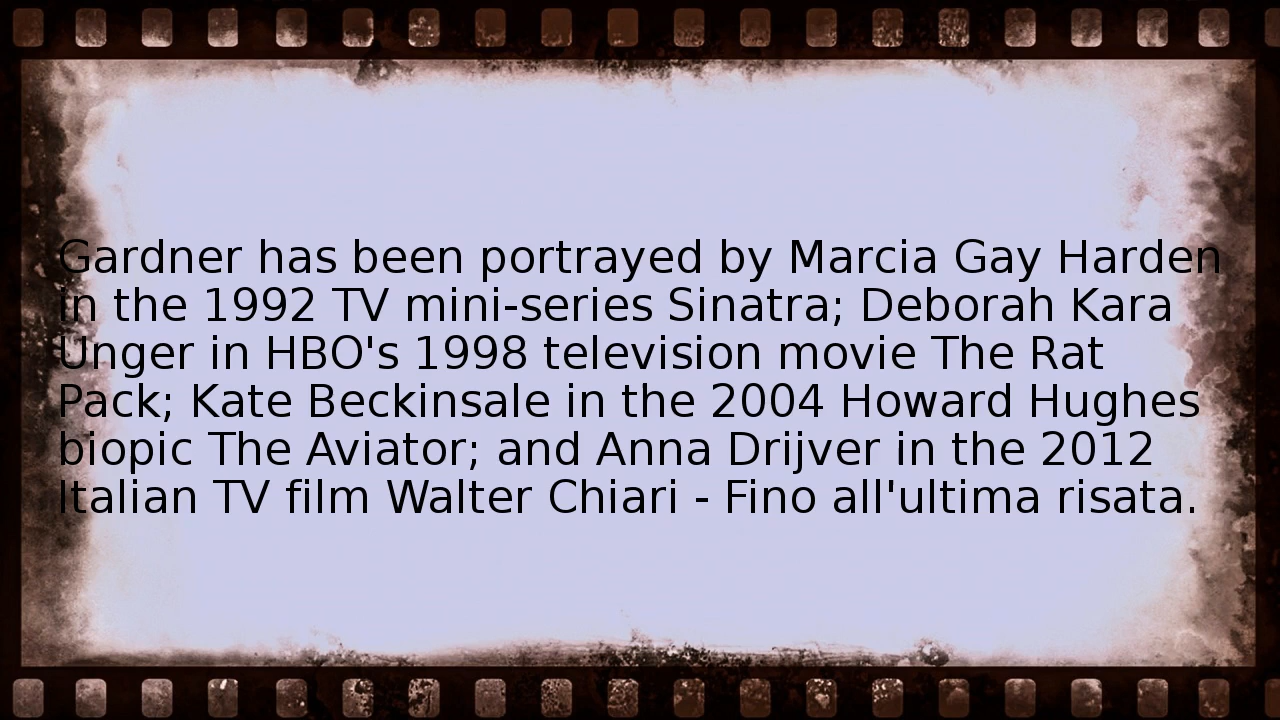 Gardner has been portrayed by Marcia Gay Harden
in the 1992 TV mini-series Sinatra; Deborah Kara
Unger in HBO's 1998 television movie The Rat
Pack; Kate Beckinsale in the 2004 Howard Hughes
biopic The Aviator; and Anna Drijver in the 2012
Italian TV film Walter Chiari - Fino all'ultima risata.